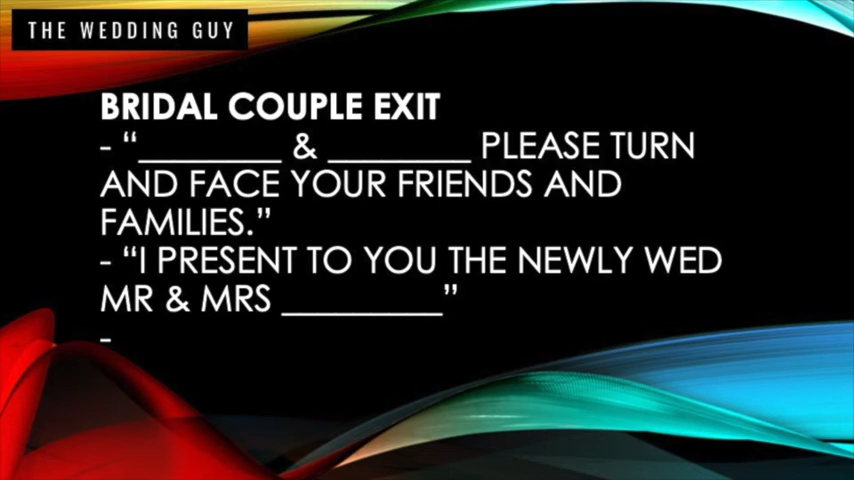 THE WEDDING GUY
BRIDAL COUPLE EXIT
- “________ & ________ PLEASE TURN
AND FACE YOUR FRIENDS AND
FAMILIES.”
- “I PRESENT TO YOU THE NEWLY WED
MR & MRS _________”
-